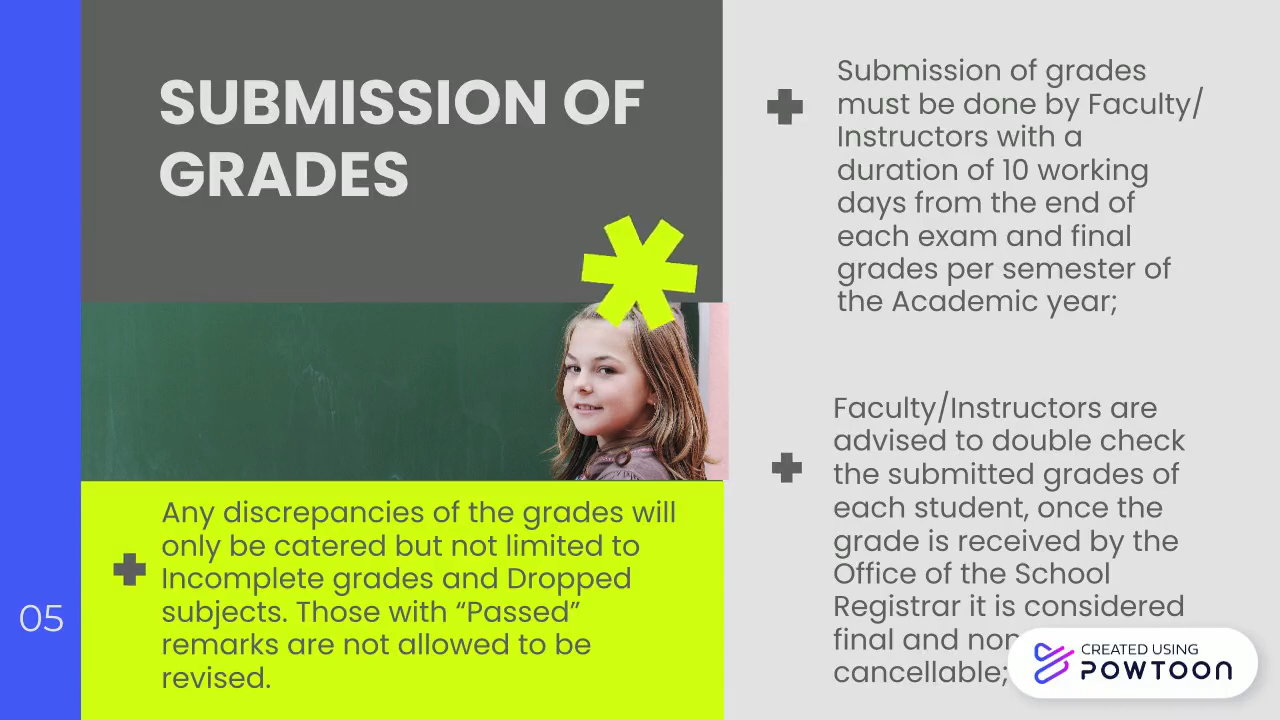 SUBMISSION OF
GRADES
Submission of grades
must be done by Faculty/
Instructors with a
duration of 10 working
days from the end of
each exam and final
grades per semester of
the Academic year;
Faculty/Instructors are
advised to double check
the submitted grades of
each student, once the
grade is received by the
Office of the School
Registrar it is considered
final and non
cancellable;
Any discrepancies of the grades will
only be catered but not limited to
Incomplete grades and Dropped
subjects. Those with “Passed”
remarks are not allowed to be
revised.
05
CREATED USING
POWTOON